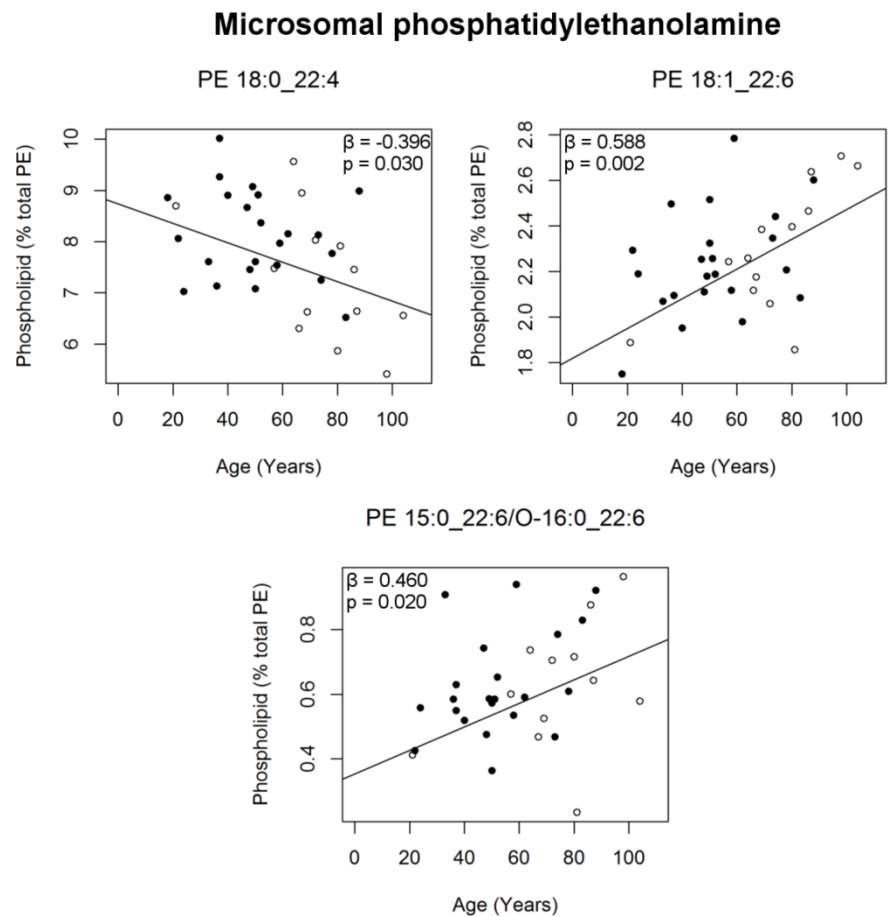 Microsomal phosphatidylethanolamine
PE 18:0_22:4
Phospholipid (% total PE)
10
9
8
7
6
β = -0.396
p = 0.030
0 20 40 60 80 100
Age (Years)
PE 18:1_22:6
Phospholipid (% total PE)
2.8
2.6
2.4
2.2
2.0
1.8
β = 0.588
p = 0.002
0 20 40 60 80 100
Age (Years)
PE 15:0_22:6/O-16:0_22:6
Phospholipid (% total PE)
0.8
0.6
0.4
β = 0.460
p = 0.020
0 20 40 60 80 100
Age (Years)